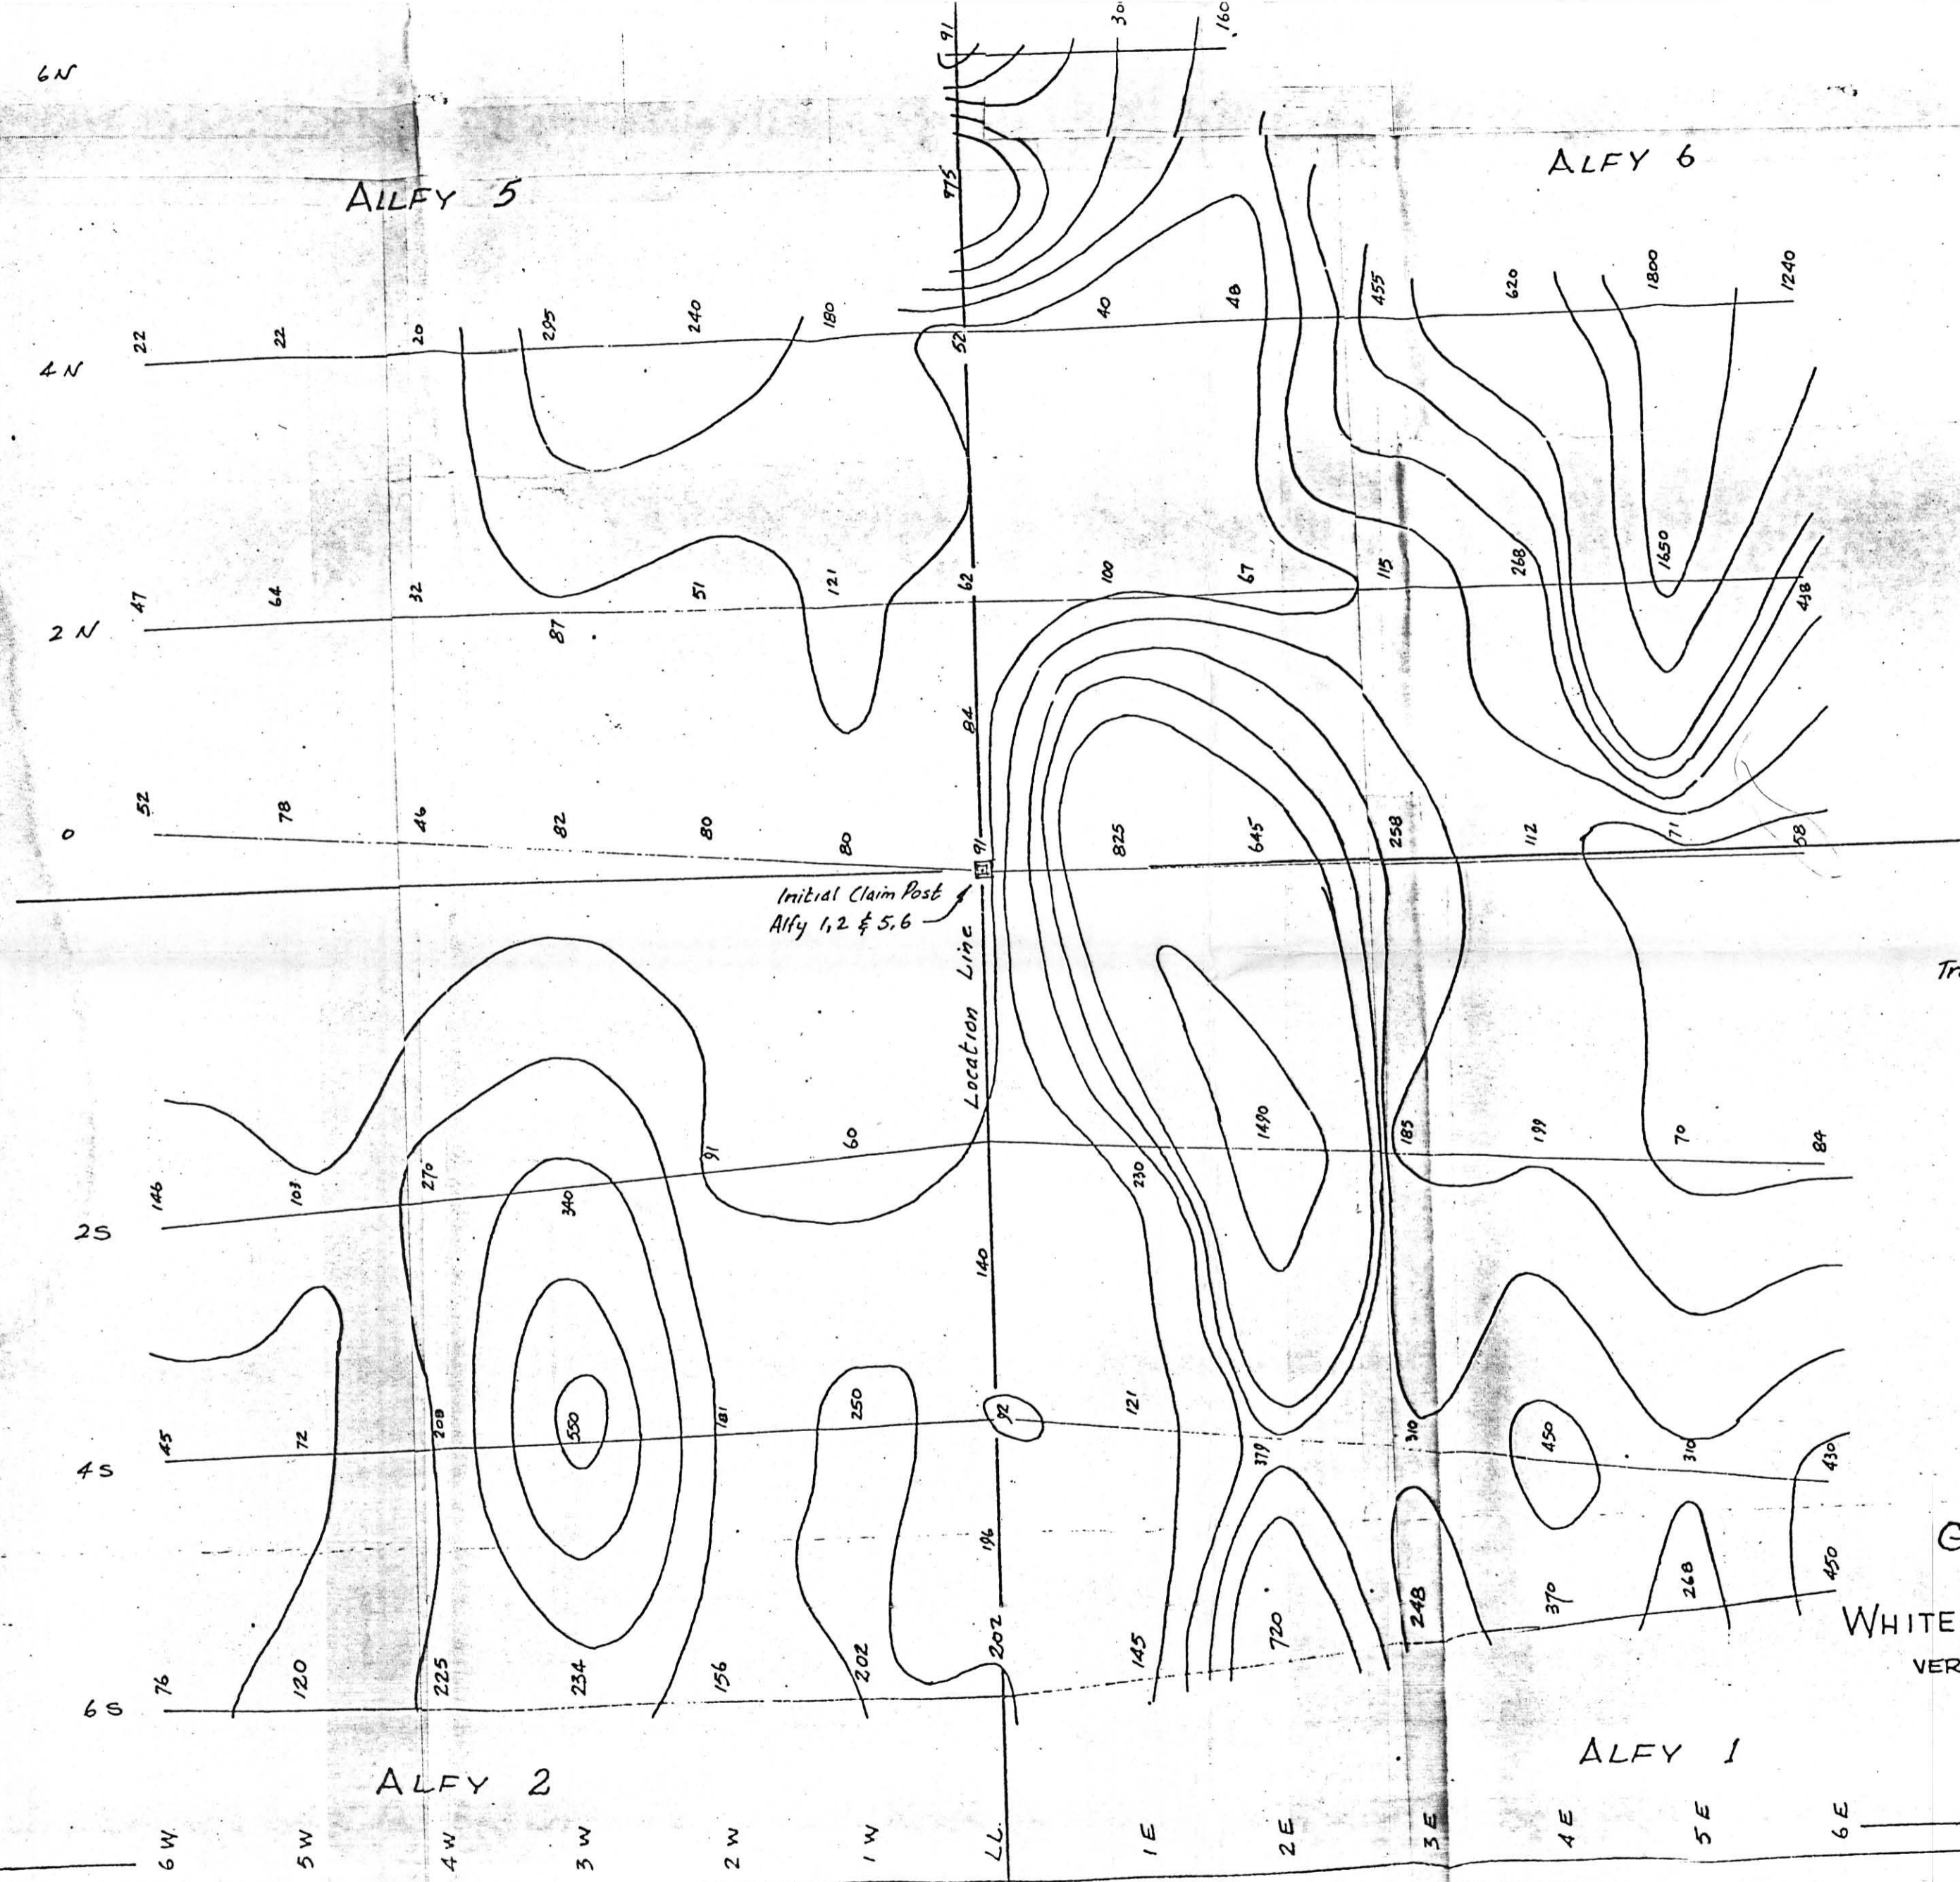 91 30 160
6N
AILFY 5
ALFY 6
975
4N 22 22 20 295 240 180 52 40 48 455 620 1800 1240
2N 47 64 32 87 51 121 62 100 67 115 268 1650 438
84
0 52 78 46 82 80 80 91 825 645 258 112 71 58
Initial Claim Post
Alfy 1,2 & 5,6
Location Line
2S 146 103 270 340 91 60 230 1490 185 199 70 84
140
4S 45 72 208 550 181 250 92 121 379 310 450 310 430
196
6S 76 120 225 234 156 202 202 145 720 248 370 268 450
WHITE
VER
ALFY 2
ALFY 1
6W 5W 4W 3W 2W 1W LL. 1E 2E 3E 4E 5E 6E